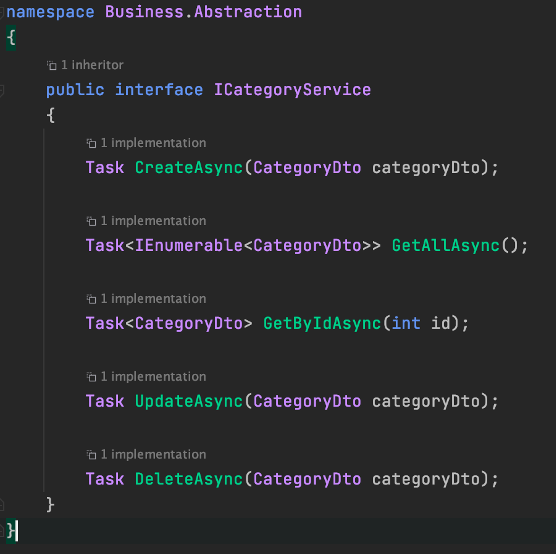 namespace Business.Abstraction
{
1 inheritor
public interface ICategoryService
{
1 implementation
Task CreateAsync(CategoryDto categoryDto);
1 implementation
Task<IEnumerable<CategoryDto>> GetAllAsync();
1 implementation
Task<CategoryDto> GetByIdAsync(int id);
1 implementation
Task UpdateAsync(CategoryDto categoryDto);
1 implementation
Task DeleteAsync(CategoryDto categoryDto);
}
}